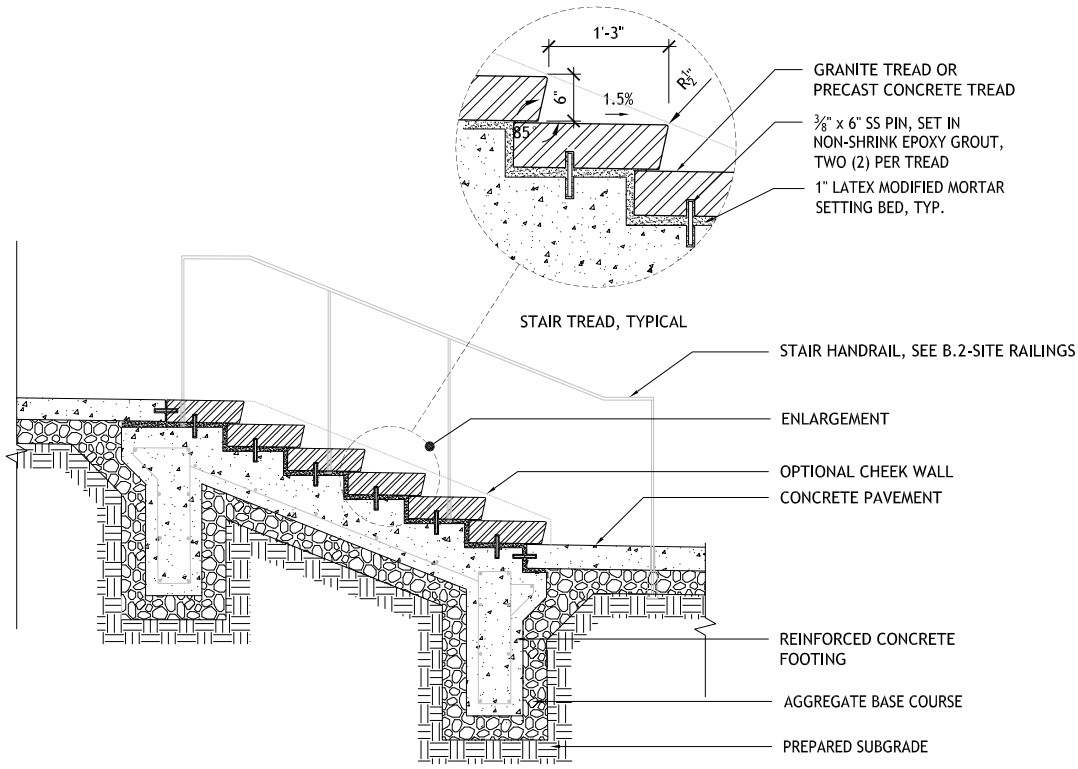 1'-3"
6"
1.5%
R½"
85°
GRANITE TREAD OR
PRECAST CONCRETE TREAD
⅜" x 6" SS PIN, SET IN
NON-SHRINK EPOXY GROUT,
TWO (2) PER TREAD
1" LATEX MODIFIED MORTAR
SETTING BED, TYP.
STAIR TREAD, TYPICAL
STAIR HANDRAIL, SEE B.2-SITE RAILINGS
ENLARGEMENT
OPTIONAL CHEEK WALL
CONCRETE PAVEMENT
REINFORCED CONCRETE
FOOTING
AGGREGATE BASE COURSE
PREPARED SUBGRADE